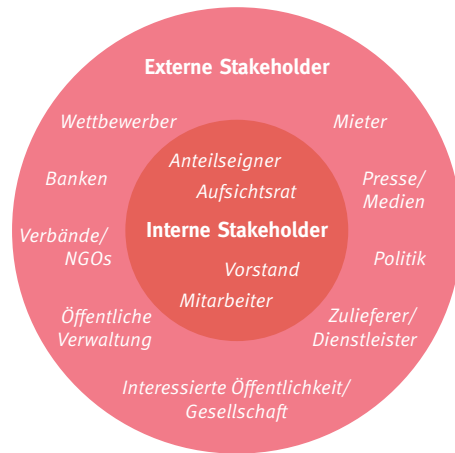 Externe Stakeholder
Wettbewerber
Mieter
Anteilseigner
Banken
Presse/
Medien
Aufsichtsrat
Interne Stakeholder
Verbände/
NGOs
Politik
Vorstand
Mitarbeiter
Öffentliche
Verwaltung
Zulieferer/
Dienstleister
Interessierte Öffentlichkeit/
Gesellschaft